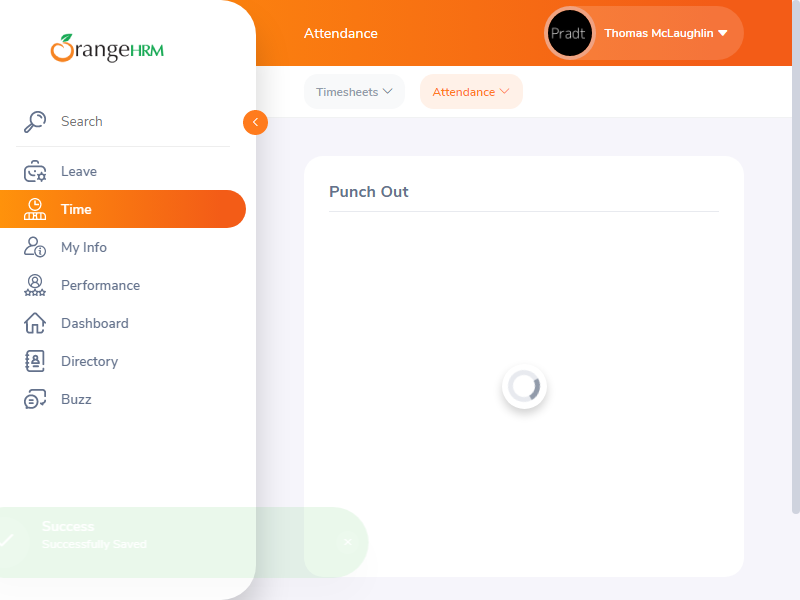 OrangeHRM
Attendance
Pradt
Thomas McLaughlin
Timesheets
Attendance
Search
Leave
Time
My Info
Performance
Dashboard
Directory
Buzz
Punch Out
Success
Successfully Saved